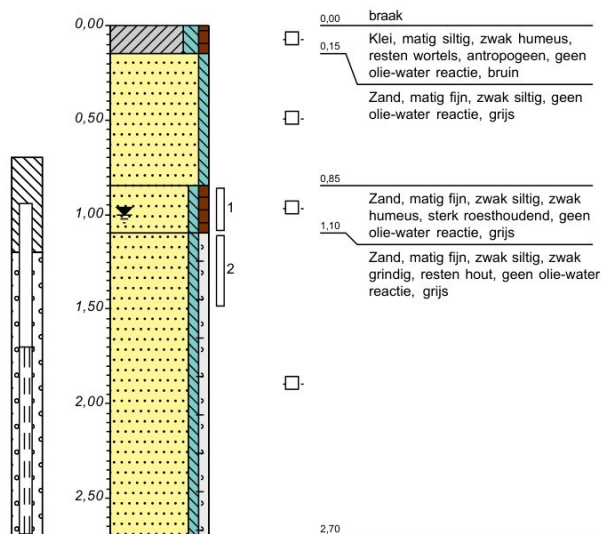 0,00
0,50
1,00
1,50
2,00
2,50
1
2
0,00 braak
Klei, matig siltig, zwak humeus,
0,15 resten wortels, antropogeen, geen
olie-water reactie, bruin
Zand, matig fijn, zwak siltig, geen
olie-water reactie, grijs
0,85
Zand, matig fijn, zwak siltig, zwak
humeus, sterk roesthoudend, geen
1,10 olie-water reactie, grijs
Zand, matig fijn, zwak siltig, zwak
grindig, resten hout, geen olie-water
reactie, grijs
2,70